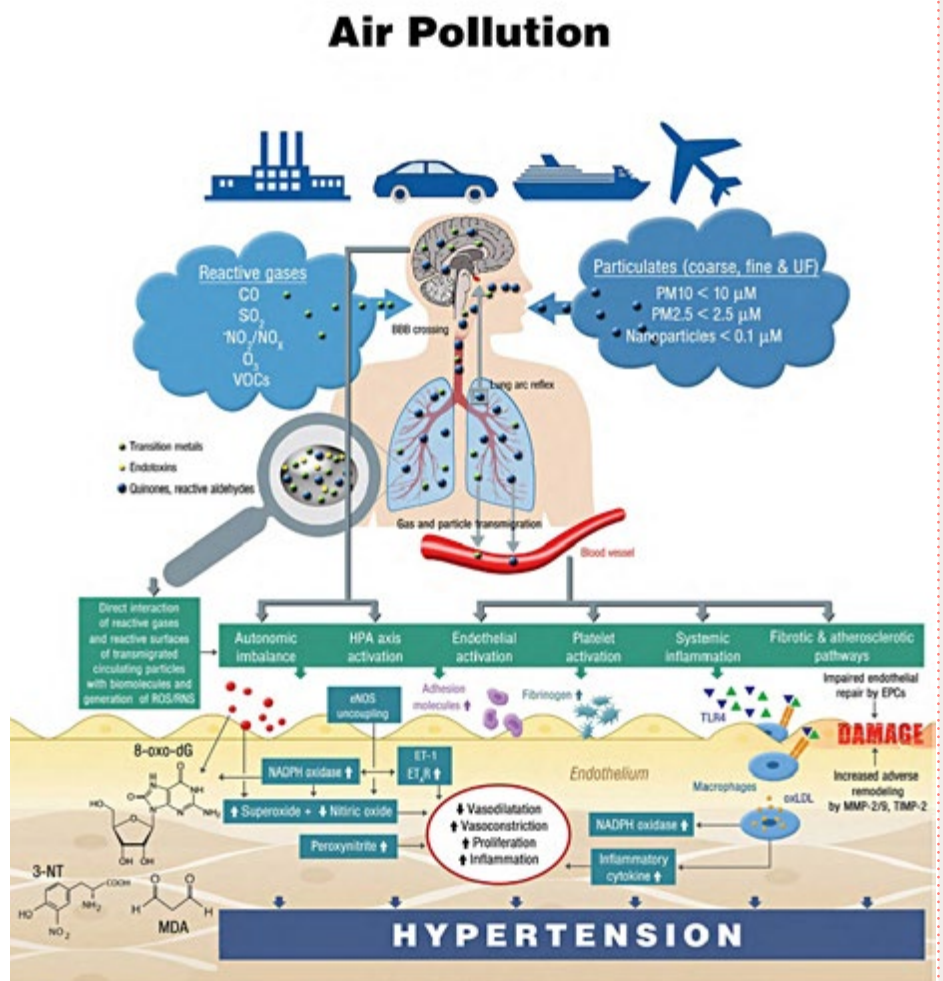 Air Pollution
Reactive gases
CO
SO2
·NO2/NOx
O3
VOCs
Particulates (coarse, fine & UF)
PM10 < 10 µM
PM2.5 < 2.5 µM
Nanoparticles < 0.1 µM
BBB crossing
Lung arc reflex
Transition metals
Endotoxins
Quinones, reactive aldehydes
Gas and particle transmigration
Blood vessel
Direct interaction
of reactive gases
and reactive surfaces
of transmigrated
circulating particles
with biomolecules and
generation of ROS/RNS
Autonomic
imbalance
HPA axis
activation
Endothelial
activation
Platelet
activation
Systemic
inflammation
Fibrotic & atherosclerotic
pathways
eNOS
uncoupling
Adhesion
molecules ⬆
Fibrinogen ⬆
TLR4
Impaired endothelial
repair by EPCs
DAMAGE
Increased adverse
remodeling
by MMP-2/9, TIMP-2
8-oxo-dG
NADPH oxidase ⬆
ET-1
ETAR ⬆
Endothelium
Macrophages
oxLDL
⬆ Superoxide + ⬇ Nitiric oxide
Peroxynitrite ⬆
⬇ Vasodilatation
⬆ Vasoconstriction
⬆ Proliferation
⬆ Inflammation
NADPH oxidase ⬆
Inflammatory
cytokine ⬆
O
N
NH
HO
O
N
N
NH2
O
OH OH
3-NT
COOH
NH2
HO
NO2
O O
H H
MDA
HYPERTENSION